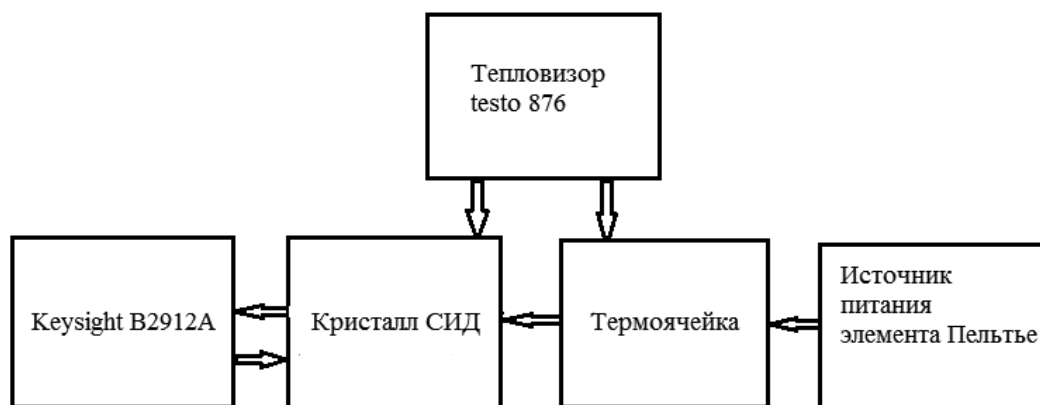 Тепловизор
testo 876
Keysight B2912A
Кристалл СИД
Термоячейка
Источник
питания
элемента Пельтье